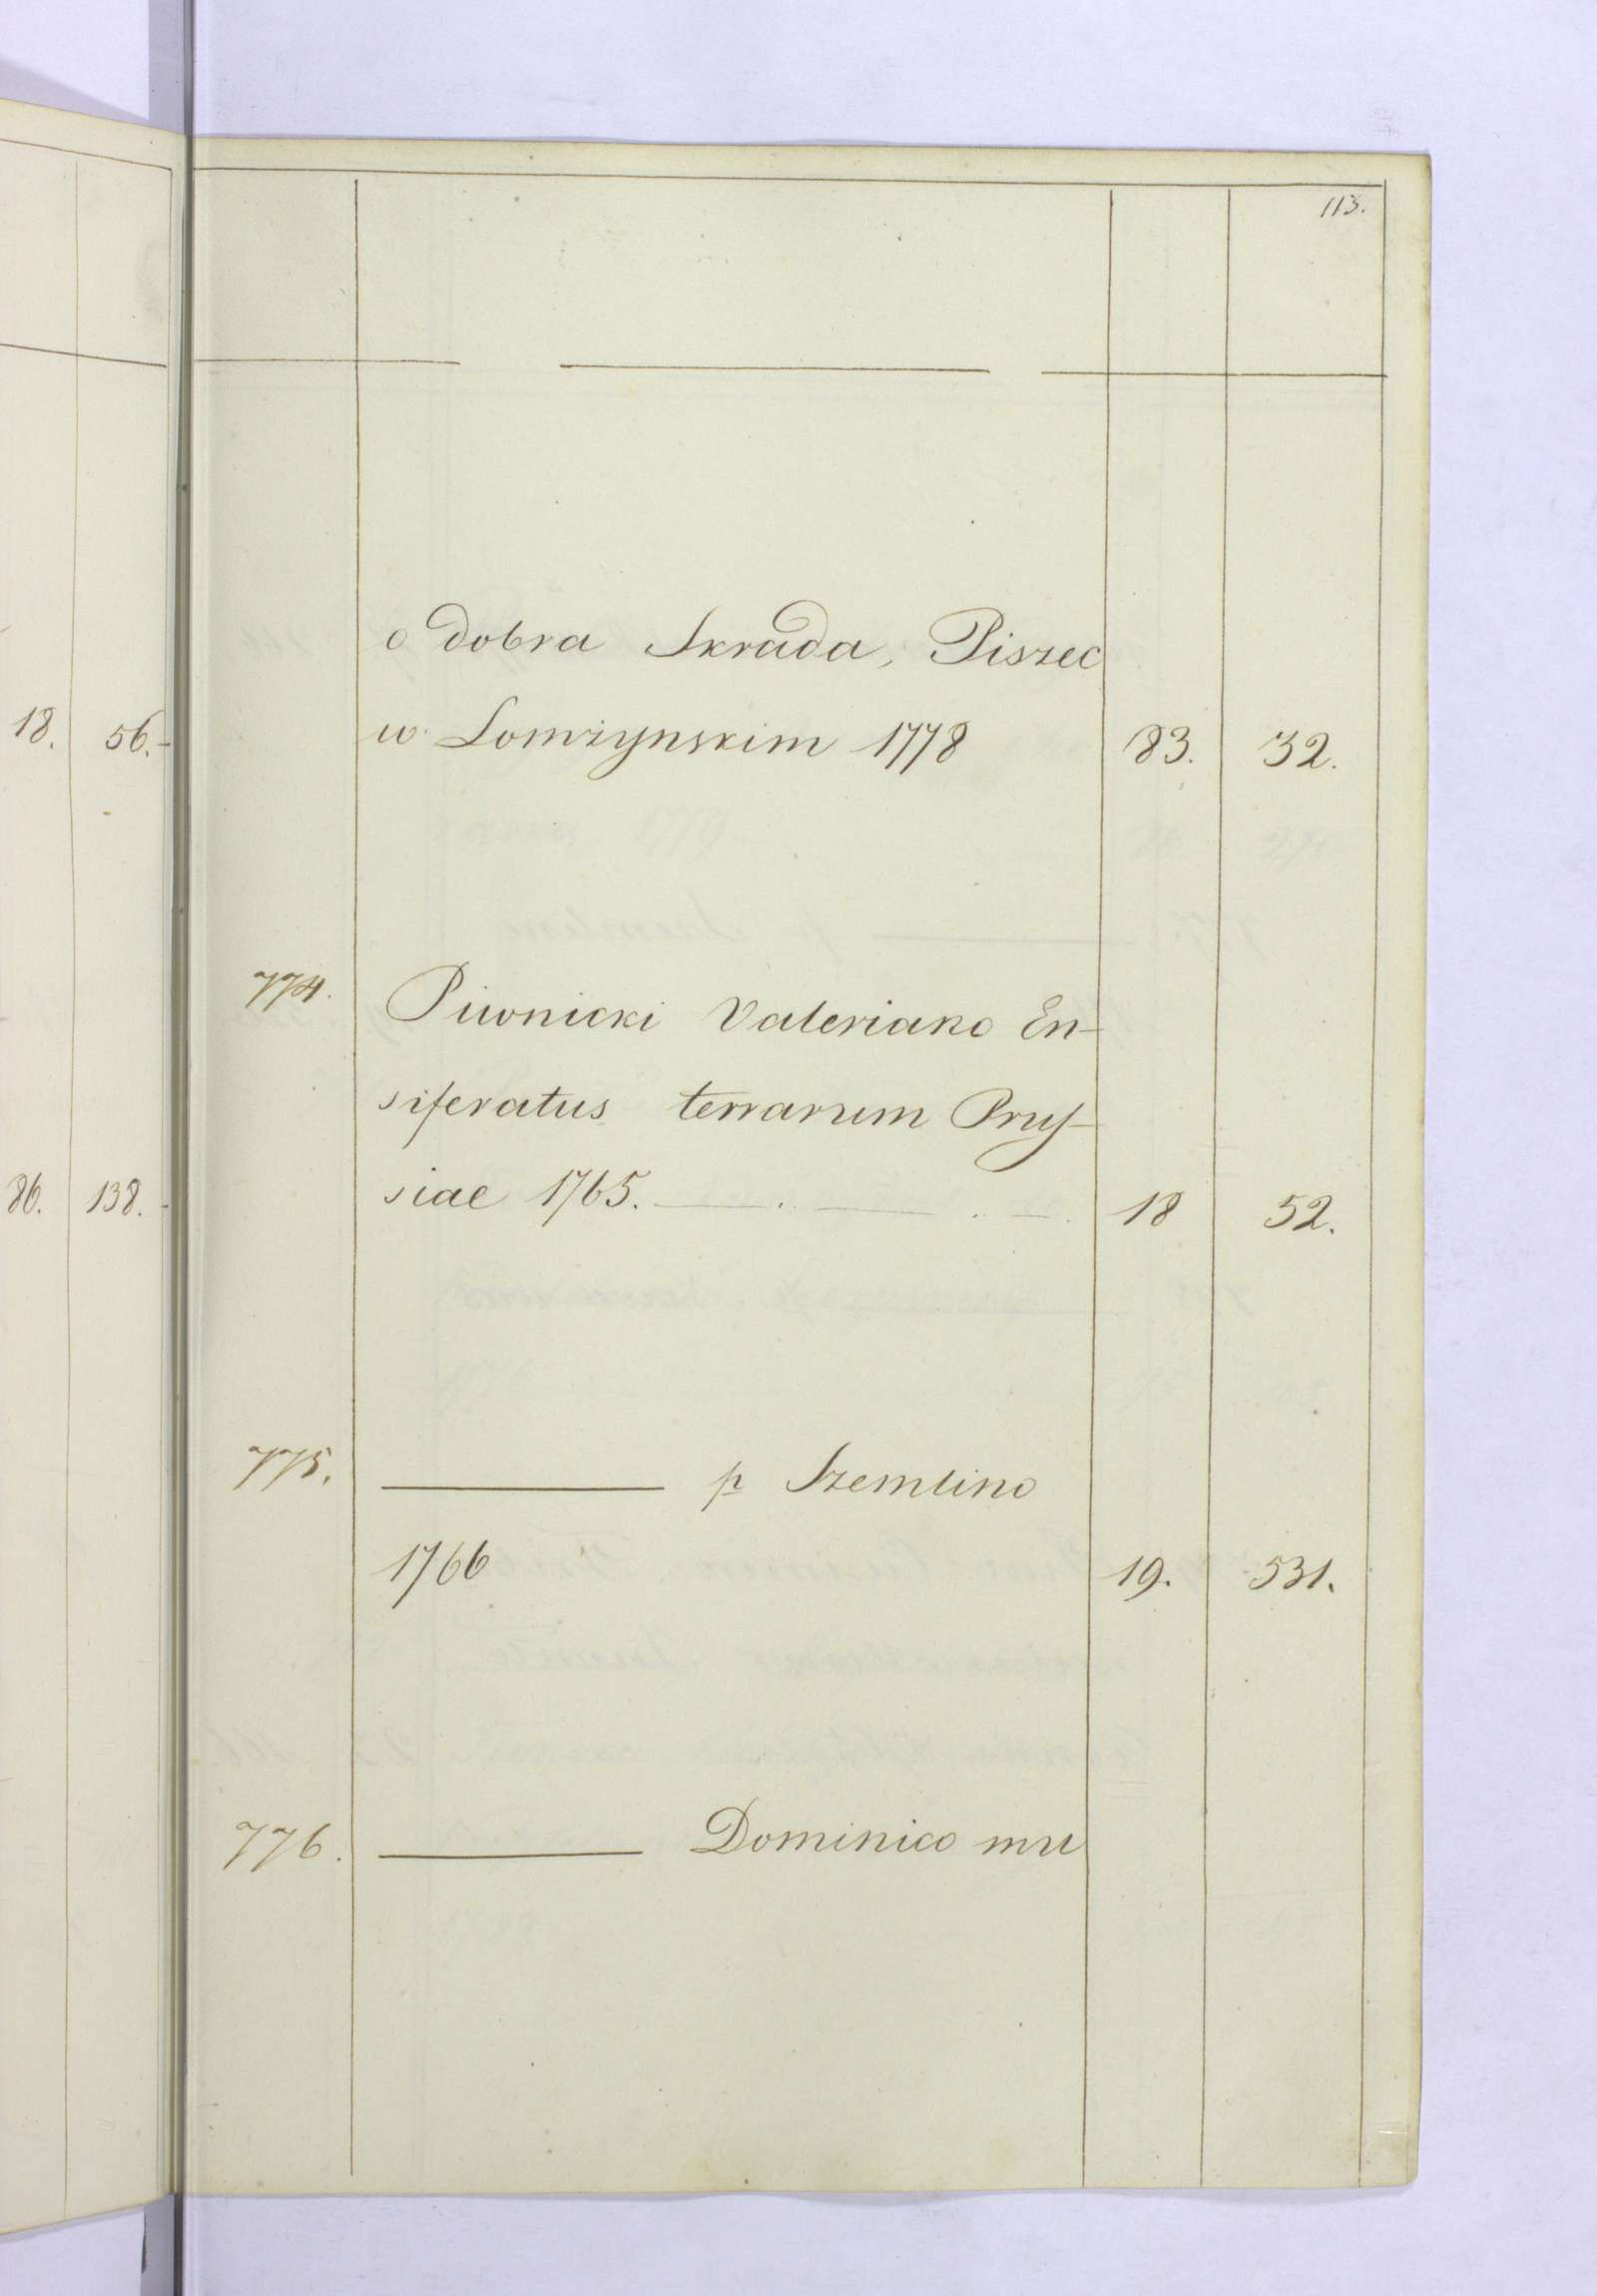 113.
o dobra Skrada, Piszec
w Lomżynskim 1778 83. 32.
774. Piwnicki Valeriano En-
siferatus terrarum Prus-
siae 1765. 18 52.
775. ——— p Szemlino
1766 19. 531.
776. ——— Dominico mu
18. 56.
86. 138.